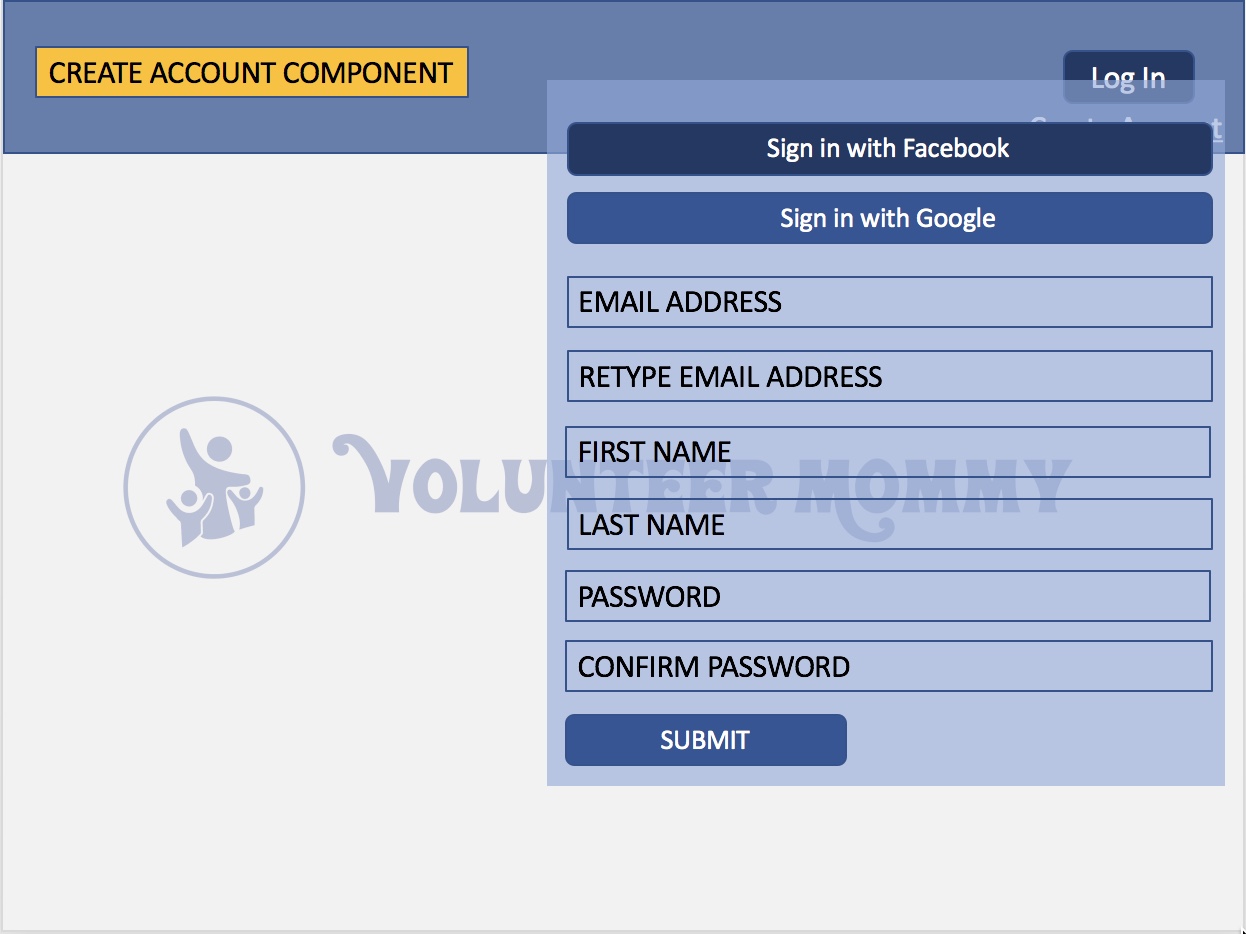 CREATE ACCOUNT COMPONENT
Log In
Sign in with Facebook
Sign in with Google
EMAIL ADDRESS
RETYPE EMAIL ADDRESS
FIRST NAME
VOLUNTEER MOMMY
LAST NAME
PASSWORD
CONFIRM PASSWORD
SUBMIT